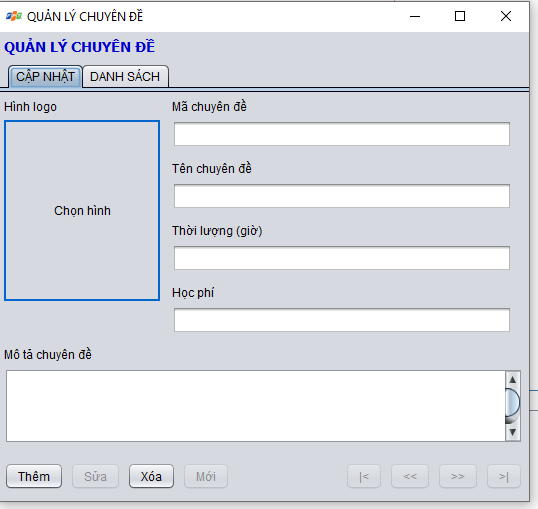 QUẢN LÝ CHUYÊN ĐỀ
QUẢN LÝ CHUYÊN ĐỀ
CẬP NHẬT DANH SÁCH
Hình logo
Chọn hình
Mã chuyên đề
Tên chuyên đề
Thời lượng (giờ)
Học phí
Mô tả chuyên đề
Thêm Sửa Xóa Mới |< << >> >|